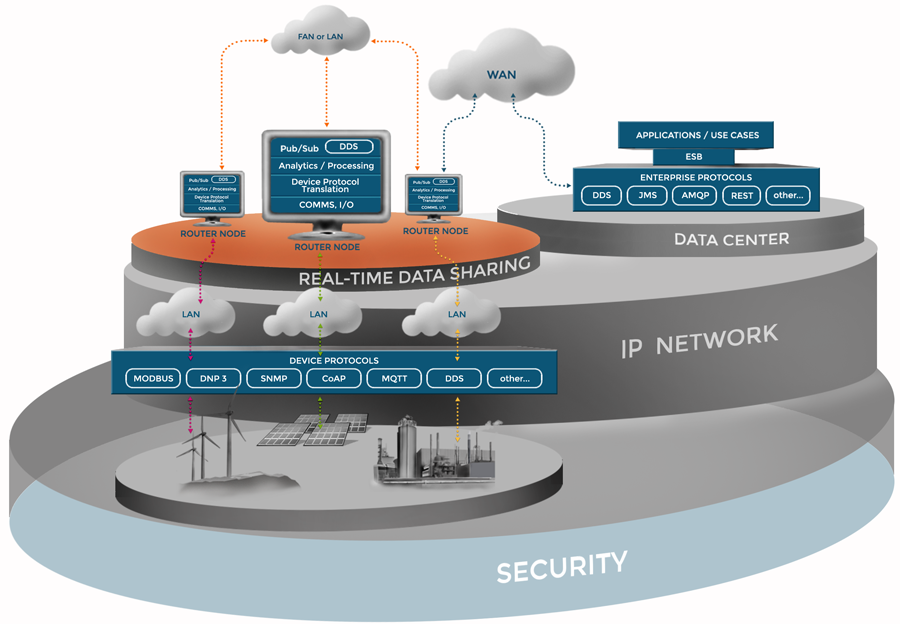 FAN or LAN
WAN
APPLICATIONS / USE CASES
ESB
ENTERPRISE PROTOCOLS
DDS JMS AMQP REST other...
DATA CENTER
Pub/Sub DDS
Analytics / Processing
Device Protocol
Translation
COMMS, I/O
ROUTER NODE
Pub/Sub DDS
Analytics / Processing
Device Protocol
Translation
COMMS, I/O
ROUTER NODE
Pub/Sub DDS
Analytics / Processing
Device Protocol
Translation
COMMS, I/O
ROUTER NODE
REAL-TIME DATA SHARING
LAN
LAN
LAN
IP NETWORK
DEVICE PROTOCOLS
MODBUS DNP 3 SNMP CoAP MQTT DDS other...
SECURITY